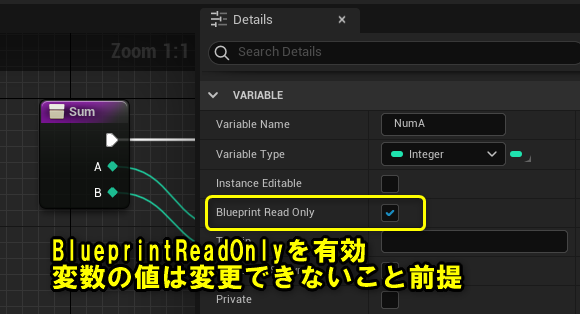 Details
Zoom 1:1
Search Details
VARIABLE
Sum
A
B
Variable Name
NumA
Variable Type
Integer
Instance Editable
Blueprint Read Only
BlueprintReadOnlyを有効
変数の値は変更できないこと前提
Private